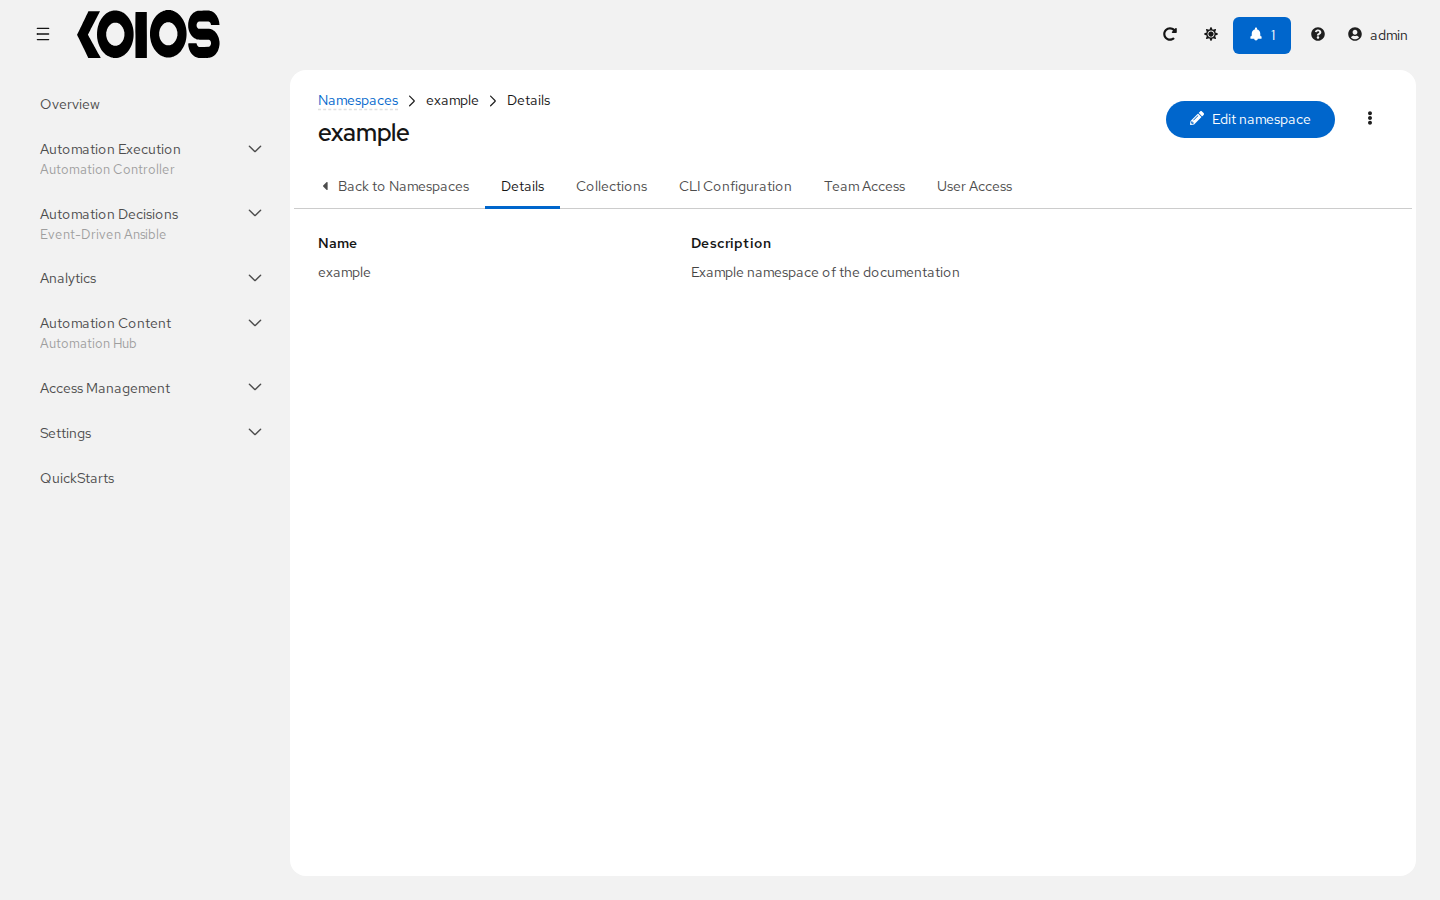 KOIOS
1
admin
Overview
Automation Execution
Automation Controller
Automation Decisions
Event-Driven Ansible
Analytics
Automation Content
Automation Hub
Access Management
Settings
QuickStarts
Namespaces > example > Details
example
Edit namespace
Back to Namespaces Details Collections CLI Configuration Team Access User Access
Name Description
example Example namespace of the documentation